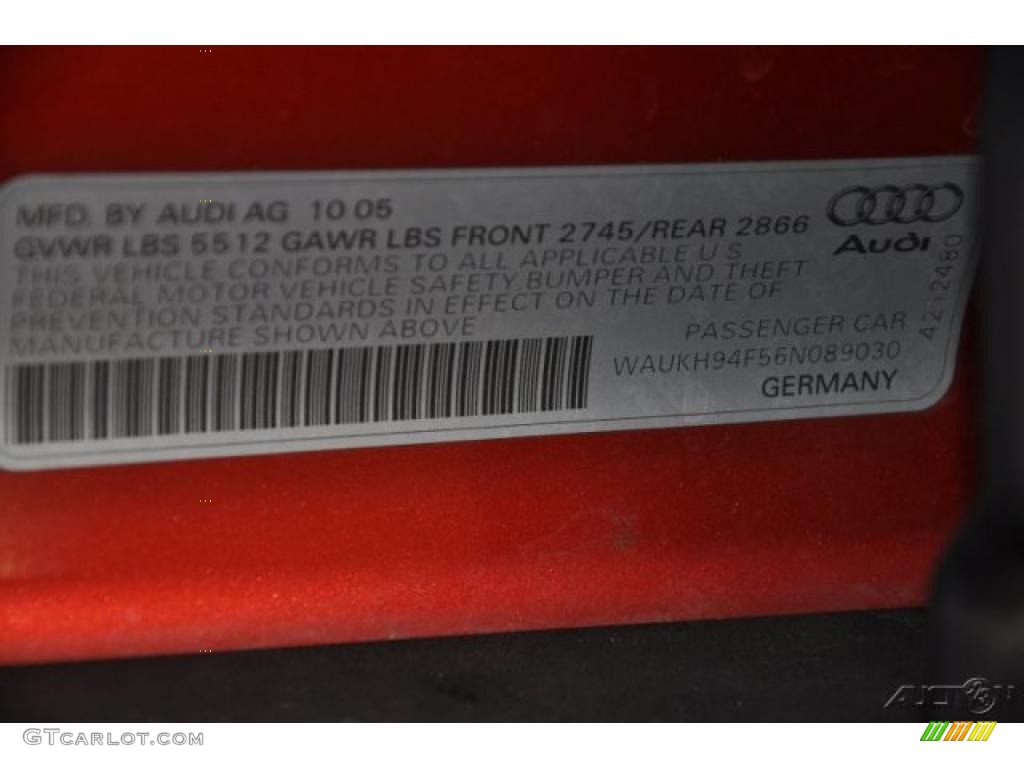 MFD. BY AUDI AG 10 05
GVWR LBS 5512 GAWR LBS FRONT 2745/REAR 2866
THIS VEHICLE CONFORMS TO ALL APPLICABLE U S
FEDERAL MOTOR VEHICLE SAFETY BUMPER AND THEFT
PREVENTION STANDARDS IN EFFECT ON THE DATE OF
MANUFACTURE SHOWN ABOVE
Audi
4212480
PASSENGER CAR
WAUKH94F56N089030
GERMANY
GTCARLOT.COM